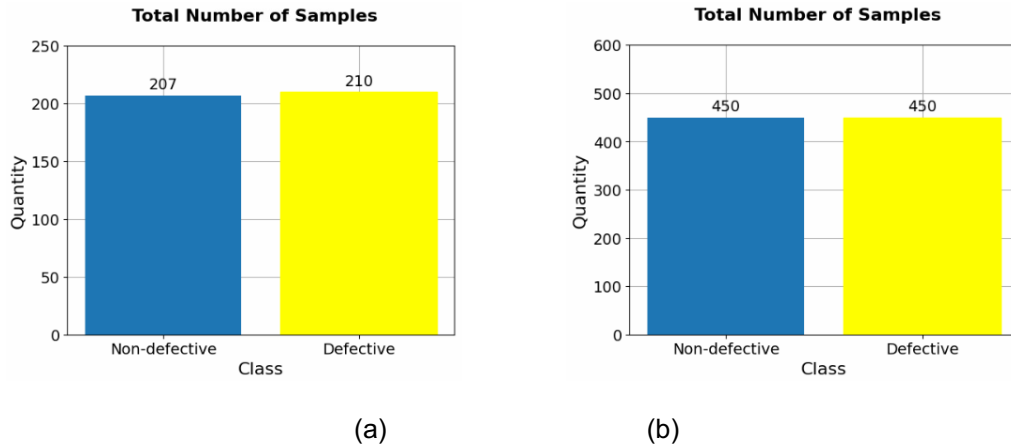 Total Number of Samples
250
200
150
100
50
0
Quantity
207
210
Non-defective
Defective
Class
(a)
Total Number of Samples
600
500
400
300
200
100
0
Quantity
450
450
Non-defective
Defective
Class
(b)